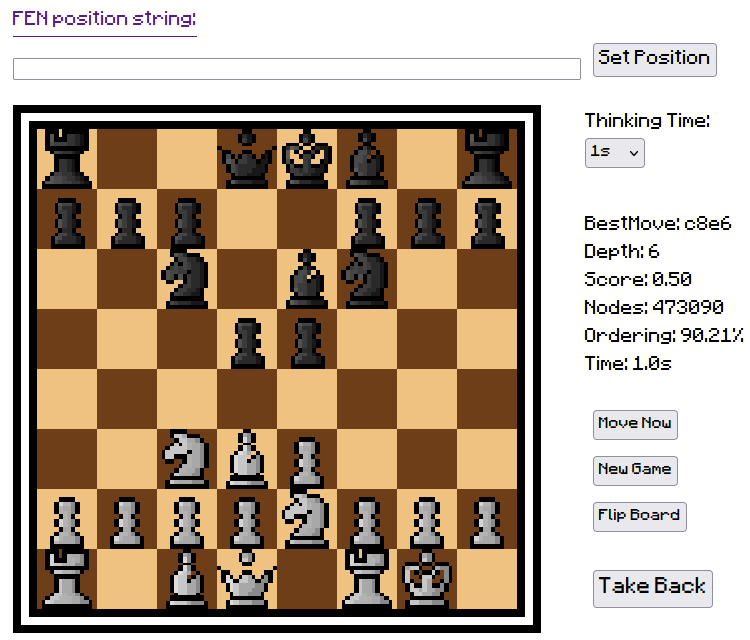 FEN position string:
Set Position
Thinking Time:
1s
BestMove: c8e6
Depth: 6
Score: 0.50
Nodes: 473090
Ordering: 90.21%
Time: 1.0s
Move Now
New Game
Flip Board
Take Back